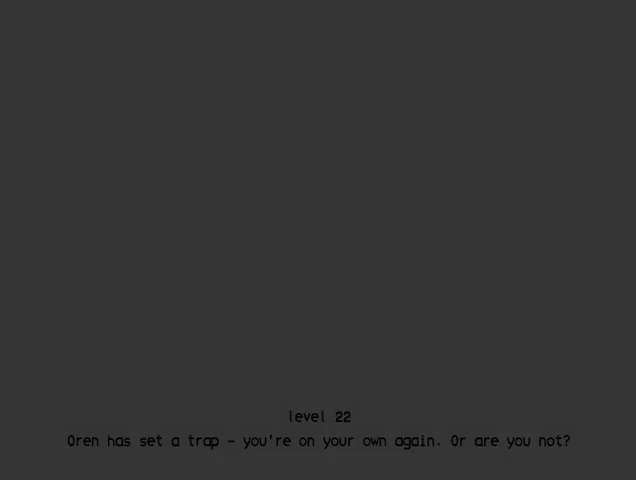 level 22
Oren has set a trap - you're on your own again. Or are you not?